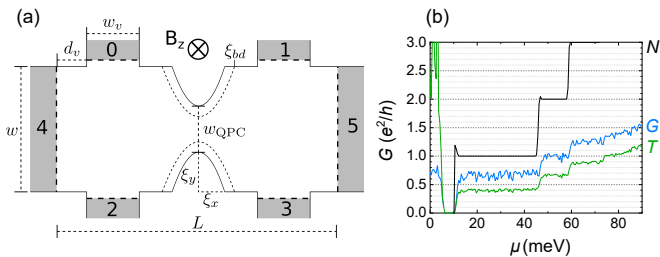 (a)
w_v
d_v
0
B_z
ξ_bd
1
4
w
w_QPC
5
ξ_y
ξ_x
2
3
L
(b)
G (e²/h)
3.0
2.5
2.0
1.5
1.0
0.5
0.0
0 20 40 60 80
μ (meV)
N
G
T